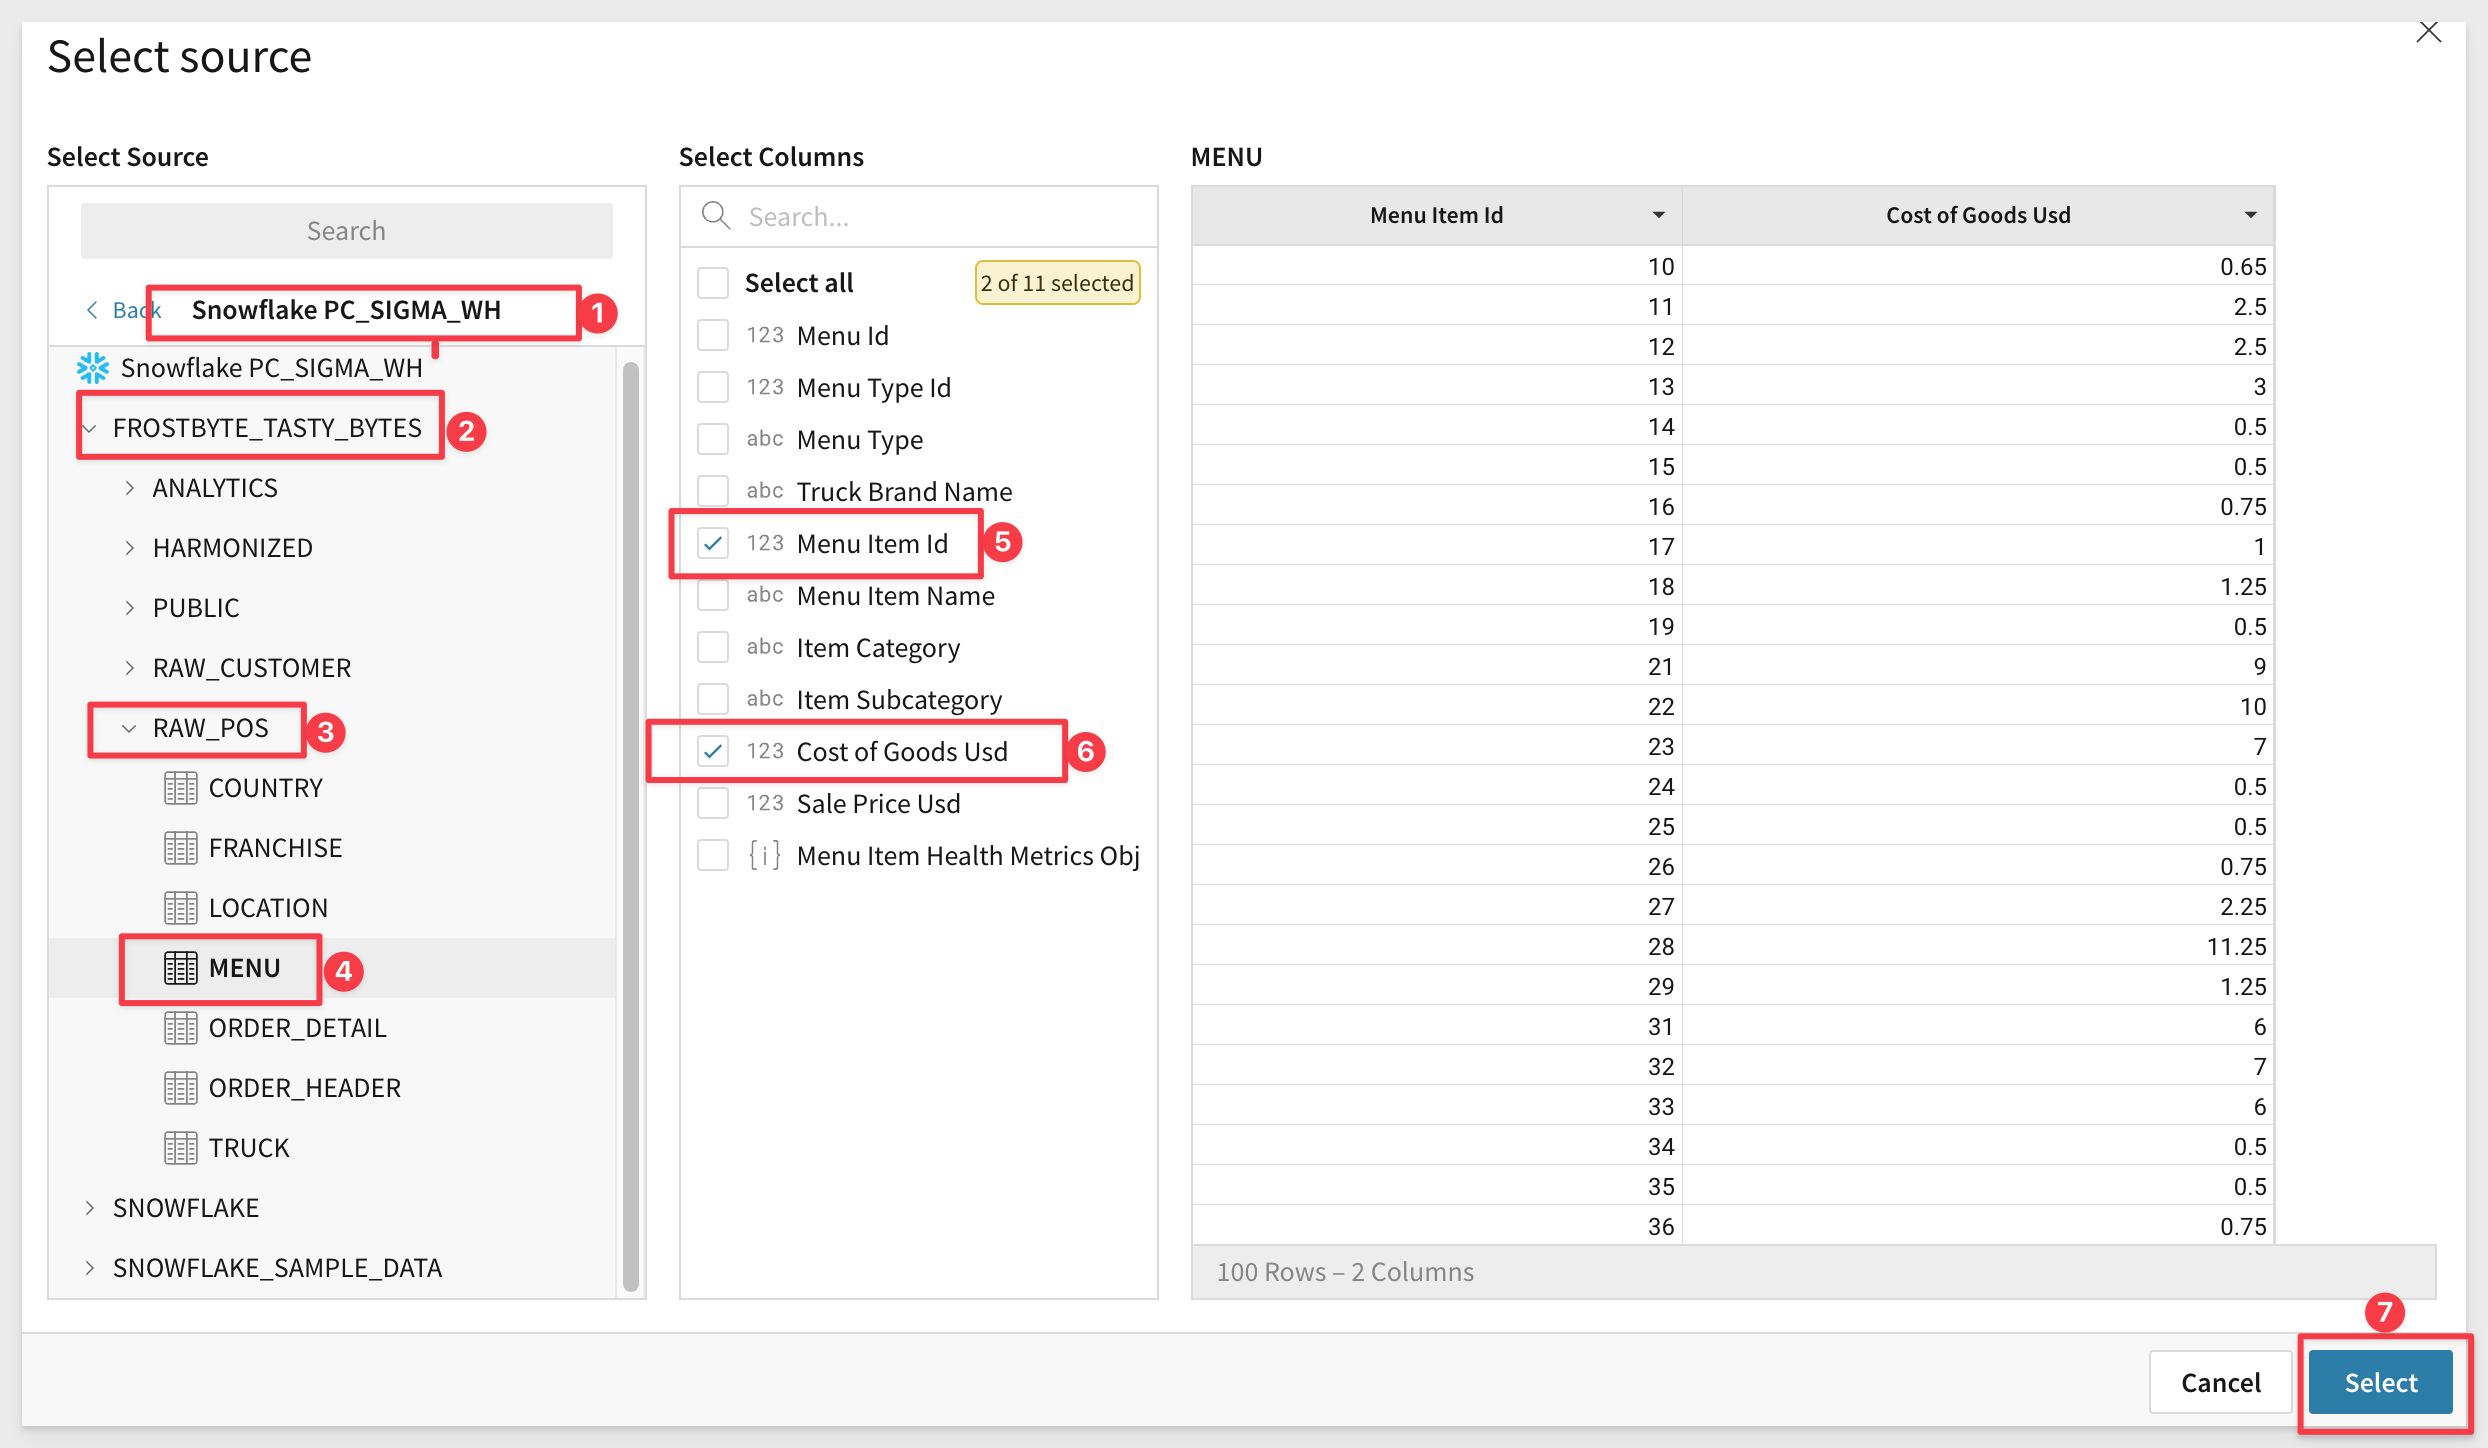 Select source
Select Source
Search
Back Snowflake PC_SIGMA_WH 1
Snowflake PC_SIGMA_WH
FROSTBYTE_TASTY_BYTES 2
ANALYTICS
HARMONIZED
PUBLIC
RAW_CUSTOMER
RAW_POS 3
COUNTRY
FRANCHISE
LOCATION
MENU 4
ORDER_DETAIL
ORDER_HEADER
TRUCK
SNOWFLAKE
SNOWFLAKE_SAMPLE_DATA
Select Columns
Search...
Select all 2 of 11 selected
123 Menu Id
123 Menu Type Id
abc Menu Type
abc Truck Brand Name
123 Menu Item Id 5
abc Menu Item Name
abc Item Category
abc Item Subcategory
123 Cost of Goods Usd 6
123 Sale Price Usd
{i} Menu Item Health Metrics Obj
MENU
Menu Item Id Cost of Goods Usd
10 0.65
11 2.5
12 2.5
13 3
14 0.5
15 0.5
16 0.75
17 1
18 1.25
19 0.5
21 9
22 10
23 7
24 0.5
25 0.5
26 0.75
27 2.25
28 11.25
29 1.25
31 6
32 7
33 6
34 0.5
35 0.5
36 0.75
100 Rows – 2 Columns
7
Cancel Select